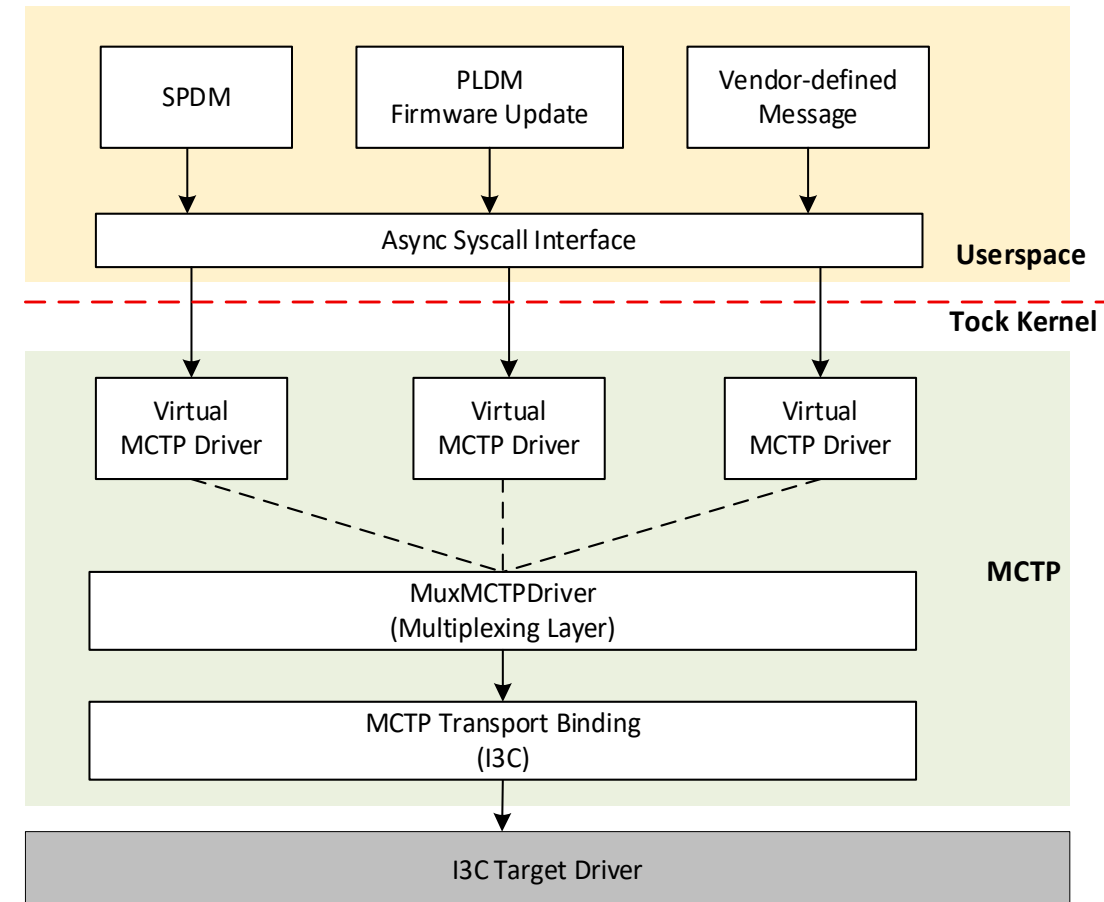 SPDM
PLDM
Firmware Update
Vendor-defined
Message
Async Syscall Interface
Userspace
Tock Kernel
Virtual
MCTP Driver
Virtual
MCTP Driver
Virtual
MCTP Driver
MCTP
MuxMCTPDriver
(Multiplexing Layer)
MCTP Transport Binding
(I3C)
I3C Target Driver